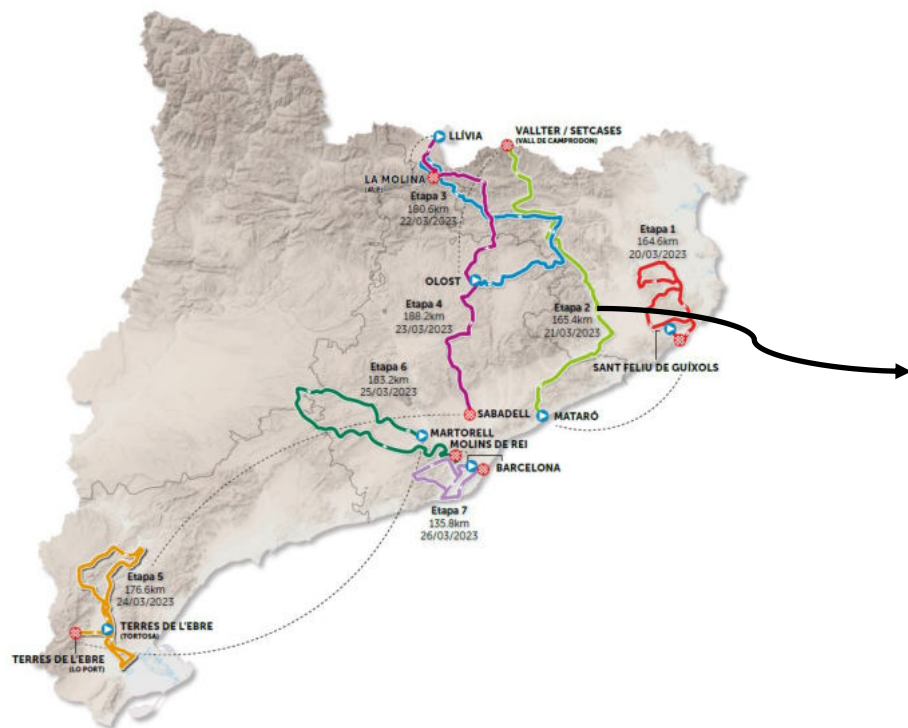 LLÍVIA
VALLTER / SETCASES
(VALL DE CAMPRODON)
LA MOLINA
(ALP)
Etapa 3
180.6km
22/03/2023
Etapa 1
164.6km
20/03/2023
OLOST
Etapa 4
188.2km
23/03/2023
Etapa 2
165.4km
21/03/2023
SANT FELIU DE GUÍXOLS
Etapa 6
183.2km
25/03/2023
SABADELL
MATARÓ
MARTORELL
MOLINS DE REI
BARCELONA
Etapa 7
135.8km
26/03/2023
Etapa 5
176.6km
24/03/2023
TERRES DE L'EBRE
(TORTOSA)
TERRES DE L'EBRE
(LO PORT)